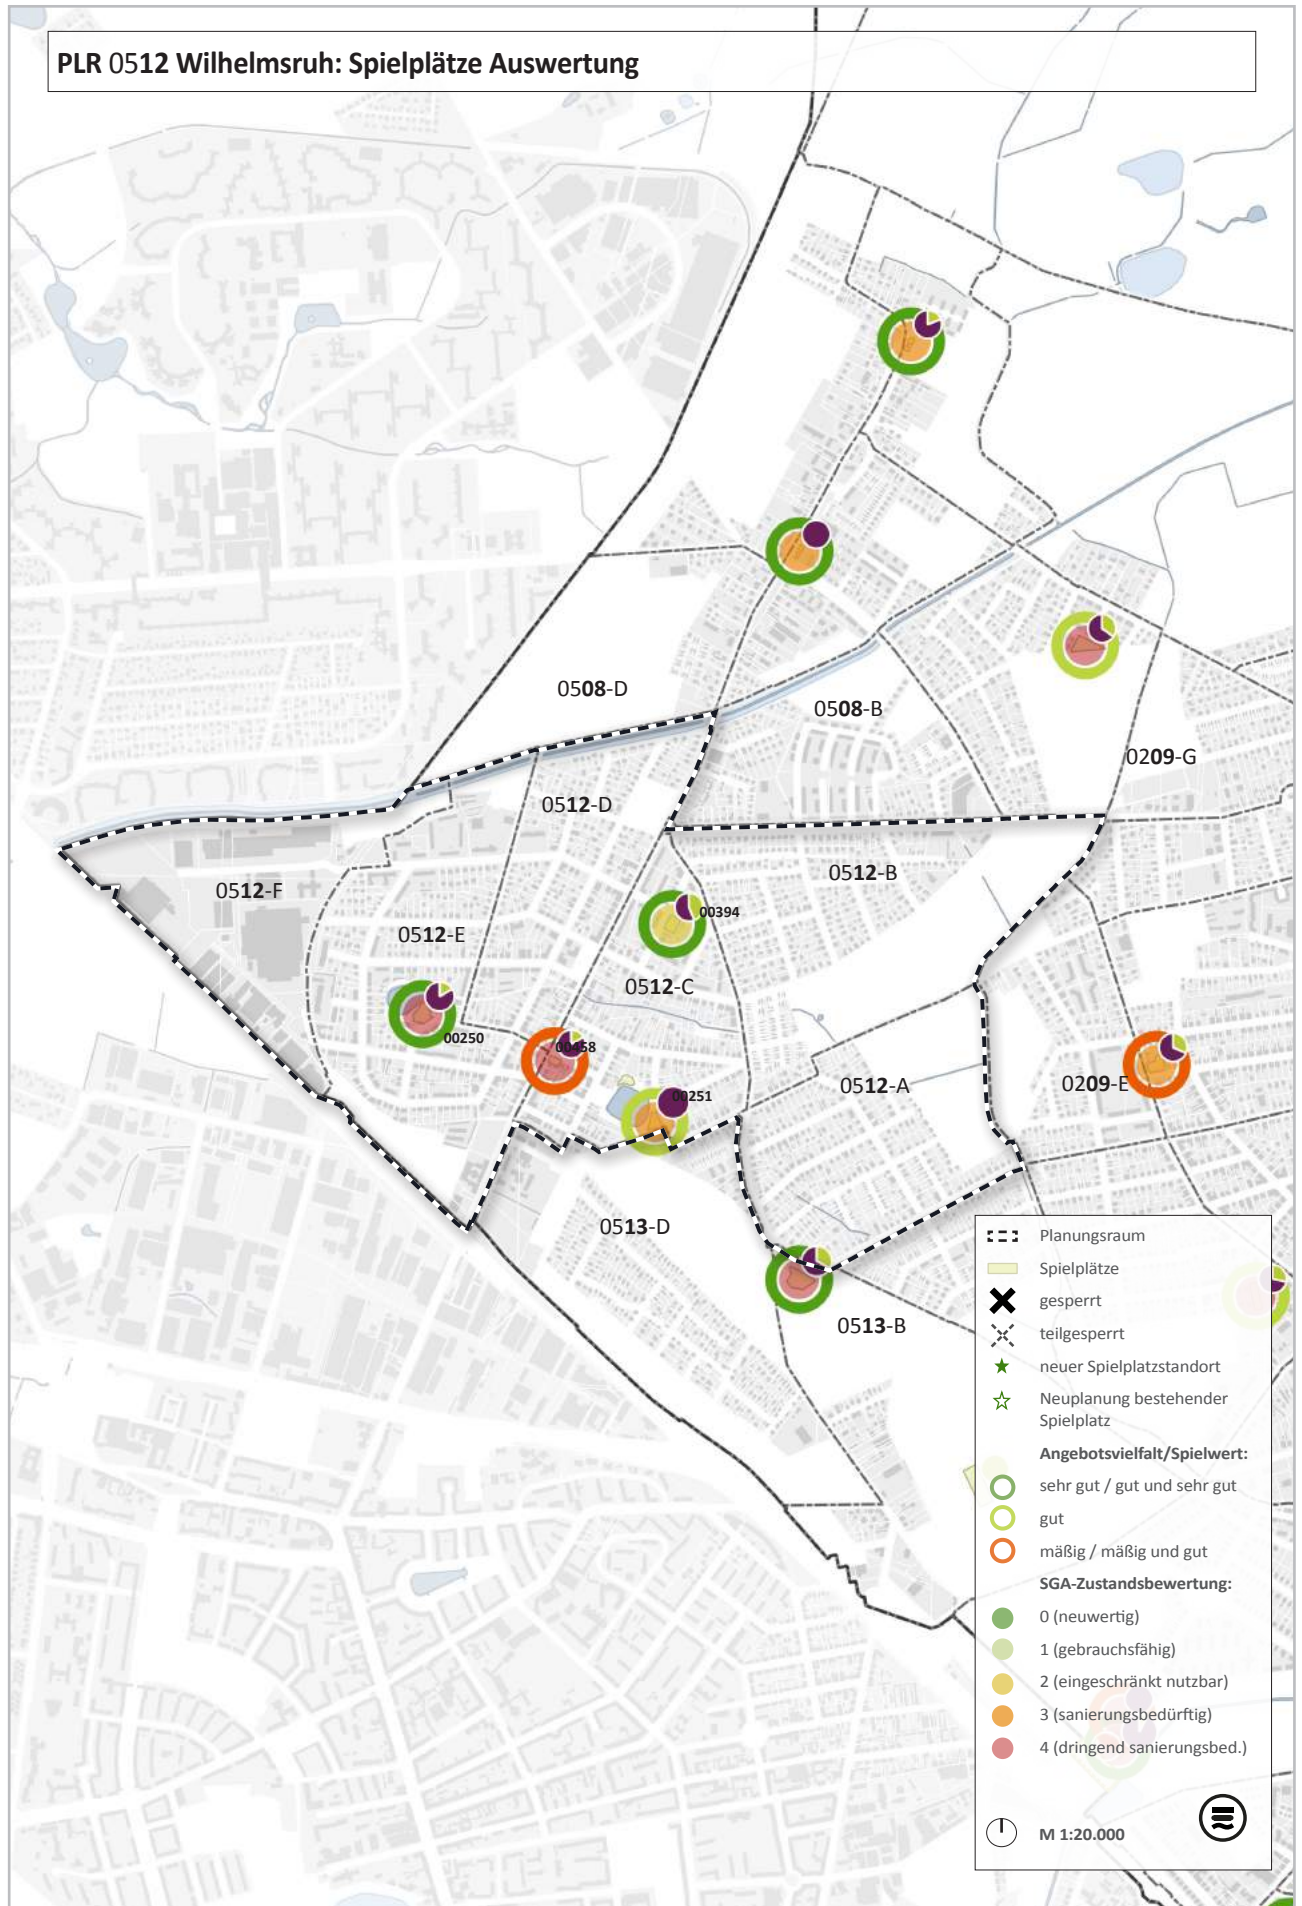 PLR 0512 Wilhelmsruh: Spielplätze Auswertung
0508-D
0508-B
0209-G
0512-D
0512-B
0512-F
00394
0512-E
0512-C
00250
00458
0512-A
0209-E
00251
0513-D
0513-B
Planungsraum
Spielplätze
gesperrt
teilgesperrt
neuer Spielplatzstandort
Neuplanung bestehender
Spielplatz
Angebotsvielfalt/Spielwert:
sehr gut / gut und sehr gut
gut
mäßig / mäßig und gut
SGA-Zustandsbewertung:
0 (neuwertig)
1 (gebrauchsfähig)
2 (eingeschränkt nutzbar)
3 (sanierungsbedürftig)
4 (dringend sanierungsbed.)
M 1:20.000